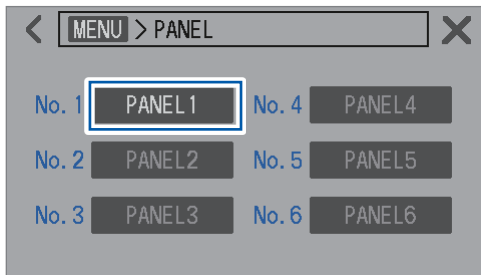 MENU > PANEL
No. 1 PANEL1 No. 4 PANEL4
No. 2 PANEL2 No. 5 PANEL5
No. 3 PANEL3 No. 6 PANEL6